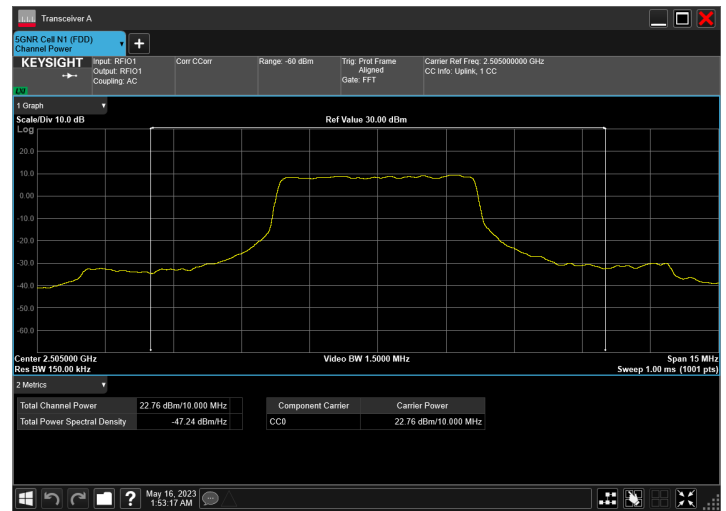 Transceiver A
5GNR Cell N1 (FDD)
Channel Power
KEYSIGHT
LXI
Input: RFIO1
Output: RFIO1
Coupling: AC
Corr CCorr
Range: -60 dBm
Trig: Prot Frame
Aligned
Gate: FFT
Carrier Ref Freq: 2.505000000 GHz
CC Info: Uplink, 1 CC
1 Graph
Scale/Div 10.0 dB
Ref Value 30.00 dBm
Log
20.0
10.0
0.00
-10.0
-20.0
-30.0
-40.0
-50.0
-60.0
Center 2.505000 GHz
Video BW 1.5000 MHz
Span 15 MHz
Res BW 150.00 kHz
Sweep 1.00 ms (1001 pts)
2 Metrics
Total Channel Power 22.76 dBm/10.000 MHz
Total Power Spectral Density -47.24 dBm/Hz
Component Carrier Carrier Power
CC0 22.76 dBm/10.000 MHz
?
May 16, 2023
1:53:17 AM